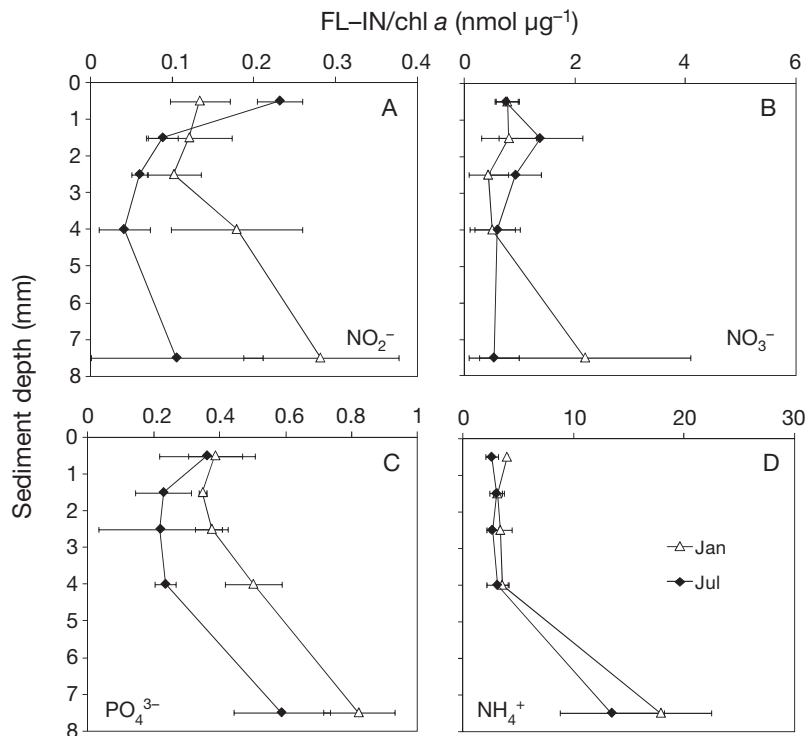 FL–IN/chl a (nmol µg⁻¹)
0 0.1 0.2 0.3 0.4
0 2 4 6
0
1
2
3
4
5
6
7
8
A
NO₂⁻
B
NO₃⁻
Sediment depth (mm)
0 0.2 0.4 0.6 0.8 1
0 10 20 30
0
1
2
3
4
5
6
7
8
C
PO₄³⁻
D
Jan
Jul
NH₄⁺